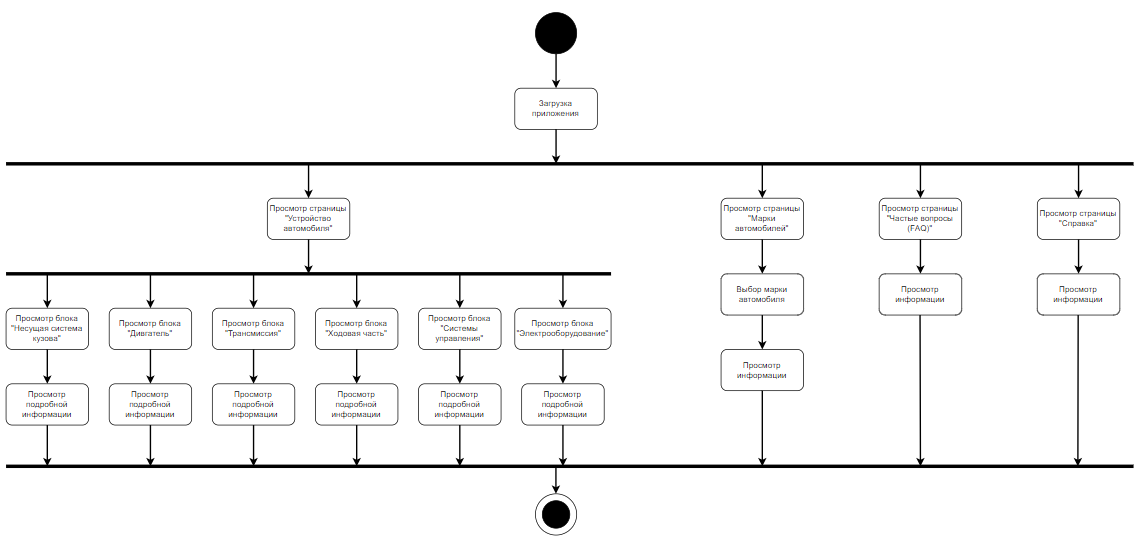 Загрузка
приложения
Просмотр страницы
"Устройство
автомобиля"
Просмотр страницы
"Марки
автомобилей"
Просмотр страницы
"Частые вопросы
(FAQ)"
Просмотр страницы
"Справка"
Выбор марки
автомобиля
Просмотр
информации
Просмотр
информации
Просмотр блока
"Несущая система
кузова"
Просмотр блока
"Дивгатель"
Просмотр блока
"Трансмиссия"
Просмотр блока
"Ходовая часть"
Просмотр блока
"Системы
управления"
Просмотр блока
"Электрооборудование"
Просмотр
информации
Просмотр
подробной
информации
Просмотр
подробной
информации
Просмотр
подробной
информации
Просмотр
подробной
информации
Просмотр
подробной
информации
Просмотр
подробной
информации